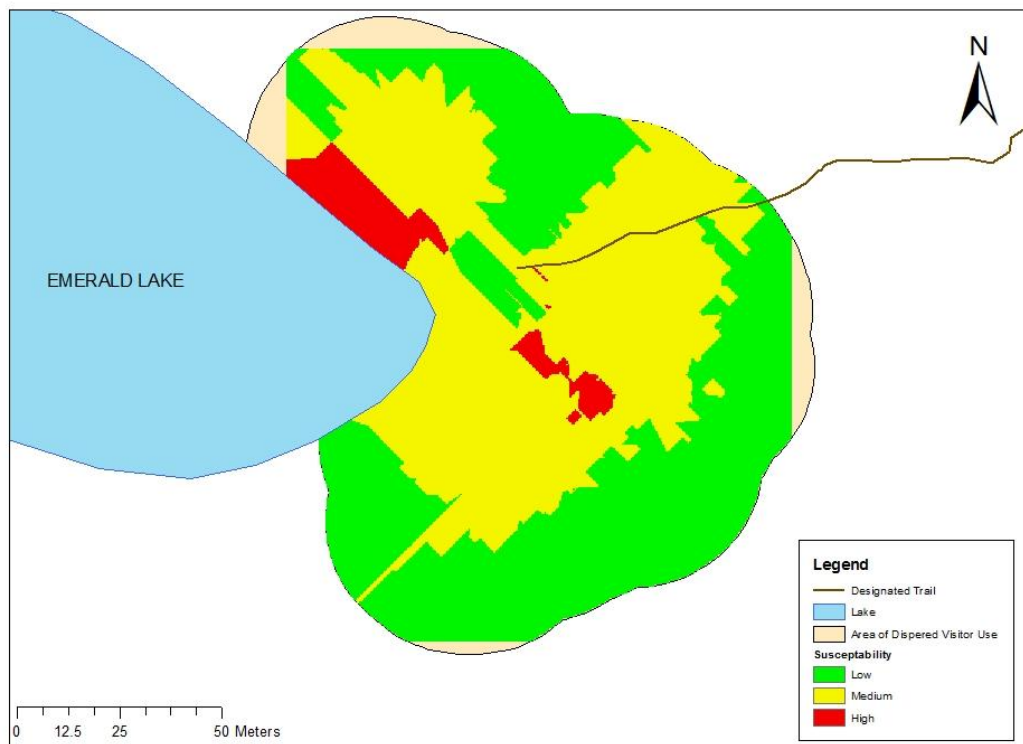 N
EMERALD LAKE
Legend
Designated Trail
Lake
Area of Dispered Visitor Use
Susceptability
Low
Medium
High
0 12.5 25 50 Meters